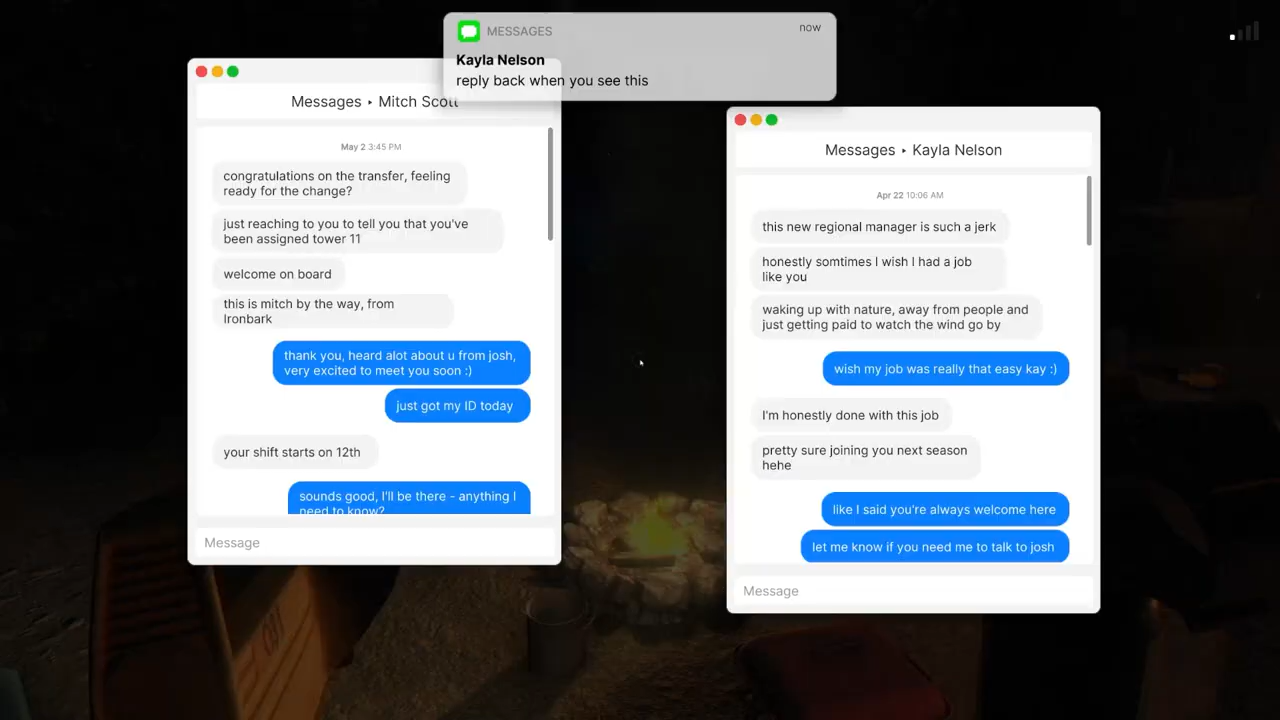 MESSAGES
now
Kayla Nelson
reply back when you see this
Messages ‣ Mitch Scott
May 2 3:45 PM
congratulations on the transfer, feeling
ready for the change?
just reaching to you to tell you that you've
been assigned tower 11
welcome on board
this is mitch by the way, from
Ironbark
thank you, heard alot about u from josh,
very excited to meet you soon :)
just got my ID today
your shift starts on 12th
sounds good, I'll be there - anything I
need to know?
Message
Messages ‣ Kayla Nelson
Apr 22 10:06 AM
this new regional manager is such a jerk
honestly somtimes I wish I had a job
like you
waking up with nature, away from people and
just getting paid to watch the wind go by
wish my job was really that easy kay :)
I'm honestly done with this job
pretty sure joining you next season
hehe
like I said you're always welcome here
let me know if you need me to talk to josh
Message